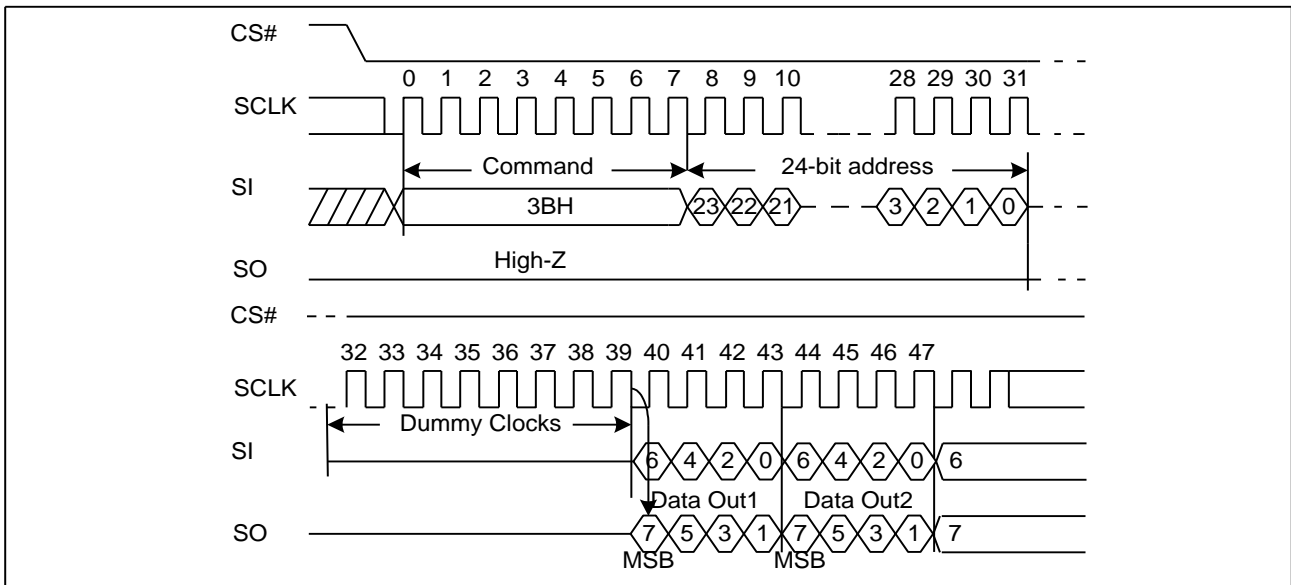 CS#
0 1 2 3 4 5 6 7 8 9 10 28 29 30 31
SCLK
Command 24-bit address
SI
3BH 23 22 21 3 2 1 0
High-Z
SO
CS#
32 33 34 35 36 37 38 39 40 41 42 43 44 45 46 47
SCLK
Dummy Clocks
SI
6 4 2 0 6 4 2 0 6
Data Out1 Data Out2
SO
7 5 3 1 7 5 3 1 7
MSB MSB